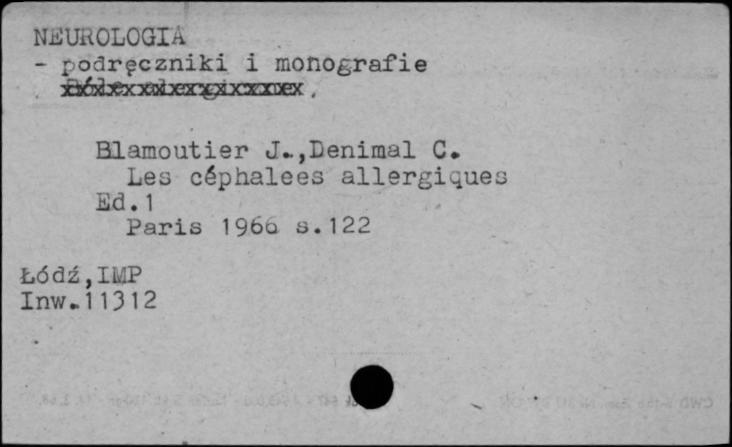 NEUROLOGIA
- podręczniki i monografie
Blamoutier J.,Denimal C.
Les céphalees allergiques
Ed.1
Paris 1966 s.122
Łódź,IMP
Inw.11312